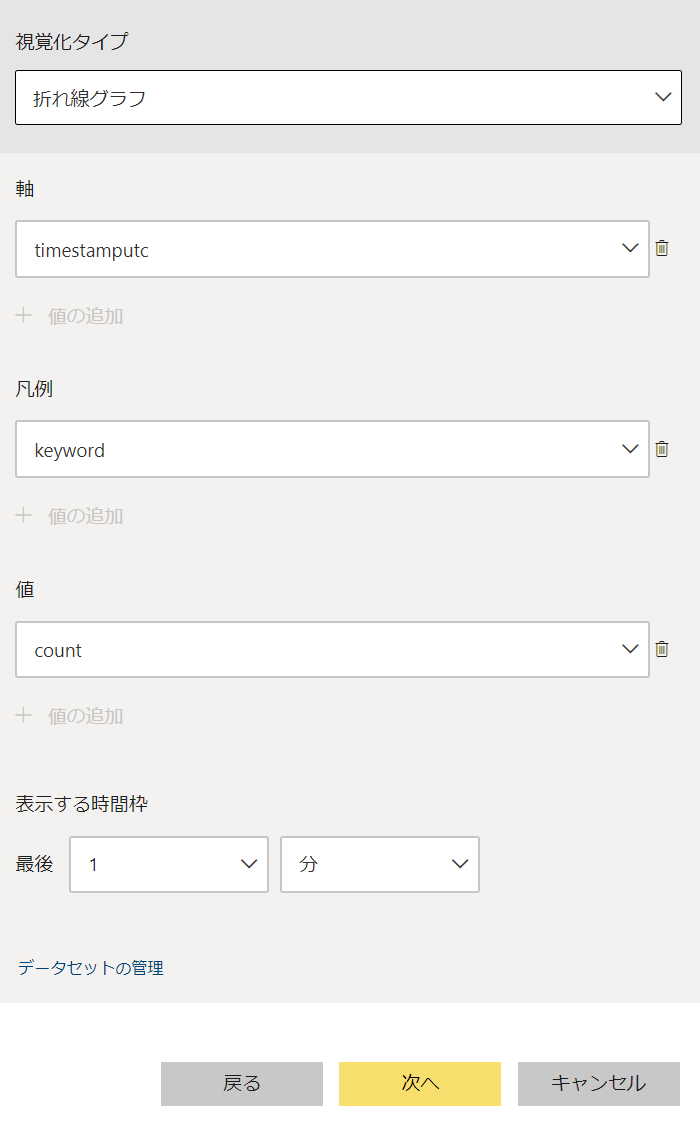 視覚化タイプ
折れ線グラフ
軸
timestamputc
値の追加
凡例
keyword
値の追加
値
count
値の追加
表示する時間枠
最後 1 分
データセットの管理
戻る 次へ キャンセル